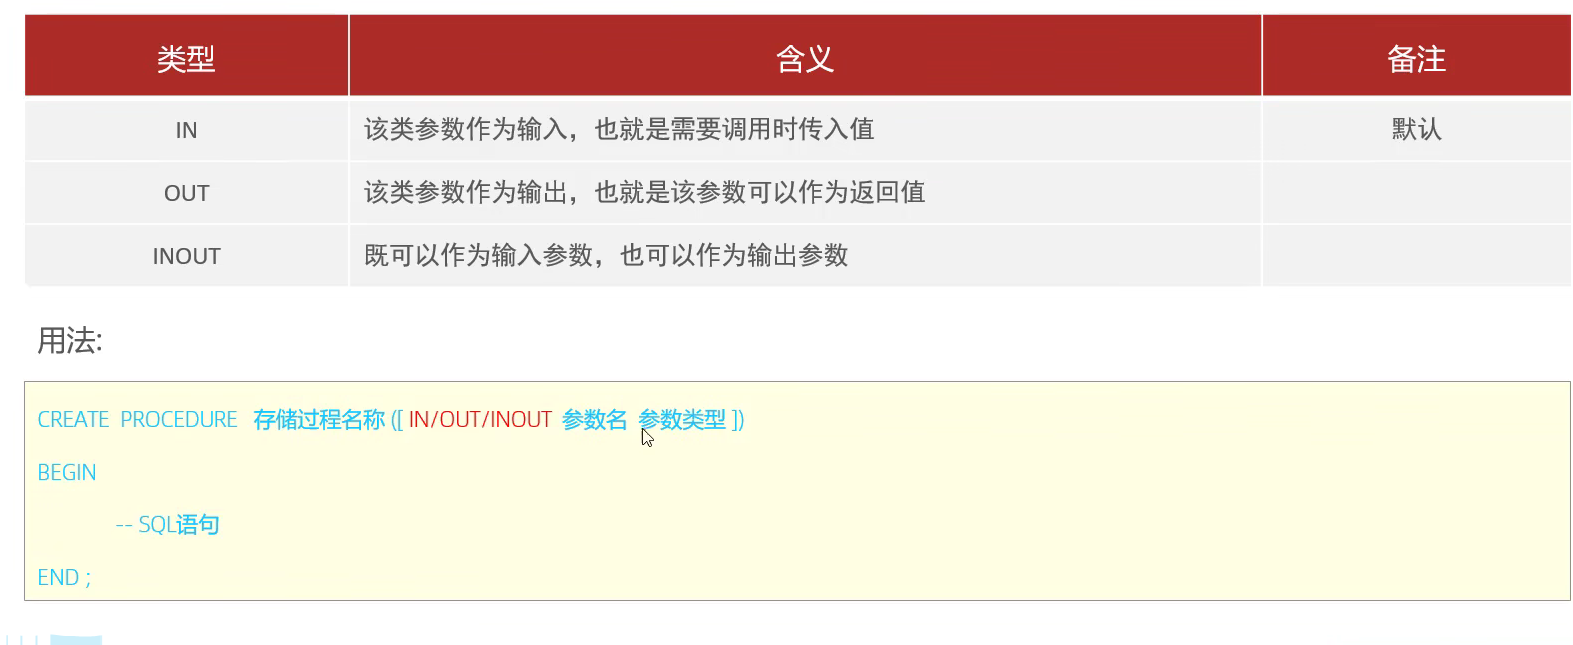 类型 含义 备注
IN 该类参数作为输入，也就是需要调用时传入值 默认
OUT 该类参数作为输出，也就是该参数可以作为返回值
INOUT 既可以作为输入参数，也可以作为输出参数
用法:
CREATE PROCEDURE 存储过程名称 ([ IN/OUT/INOUT 参数名 参数类型 ])
BEGIN
-- SQL语句
END ;